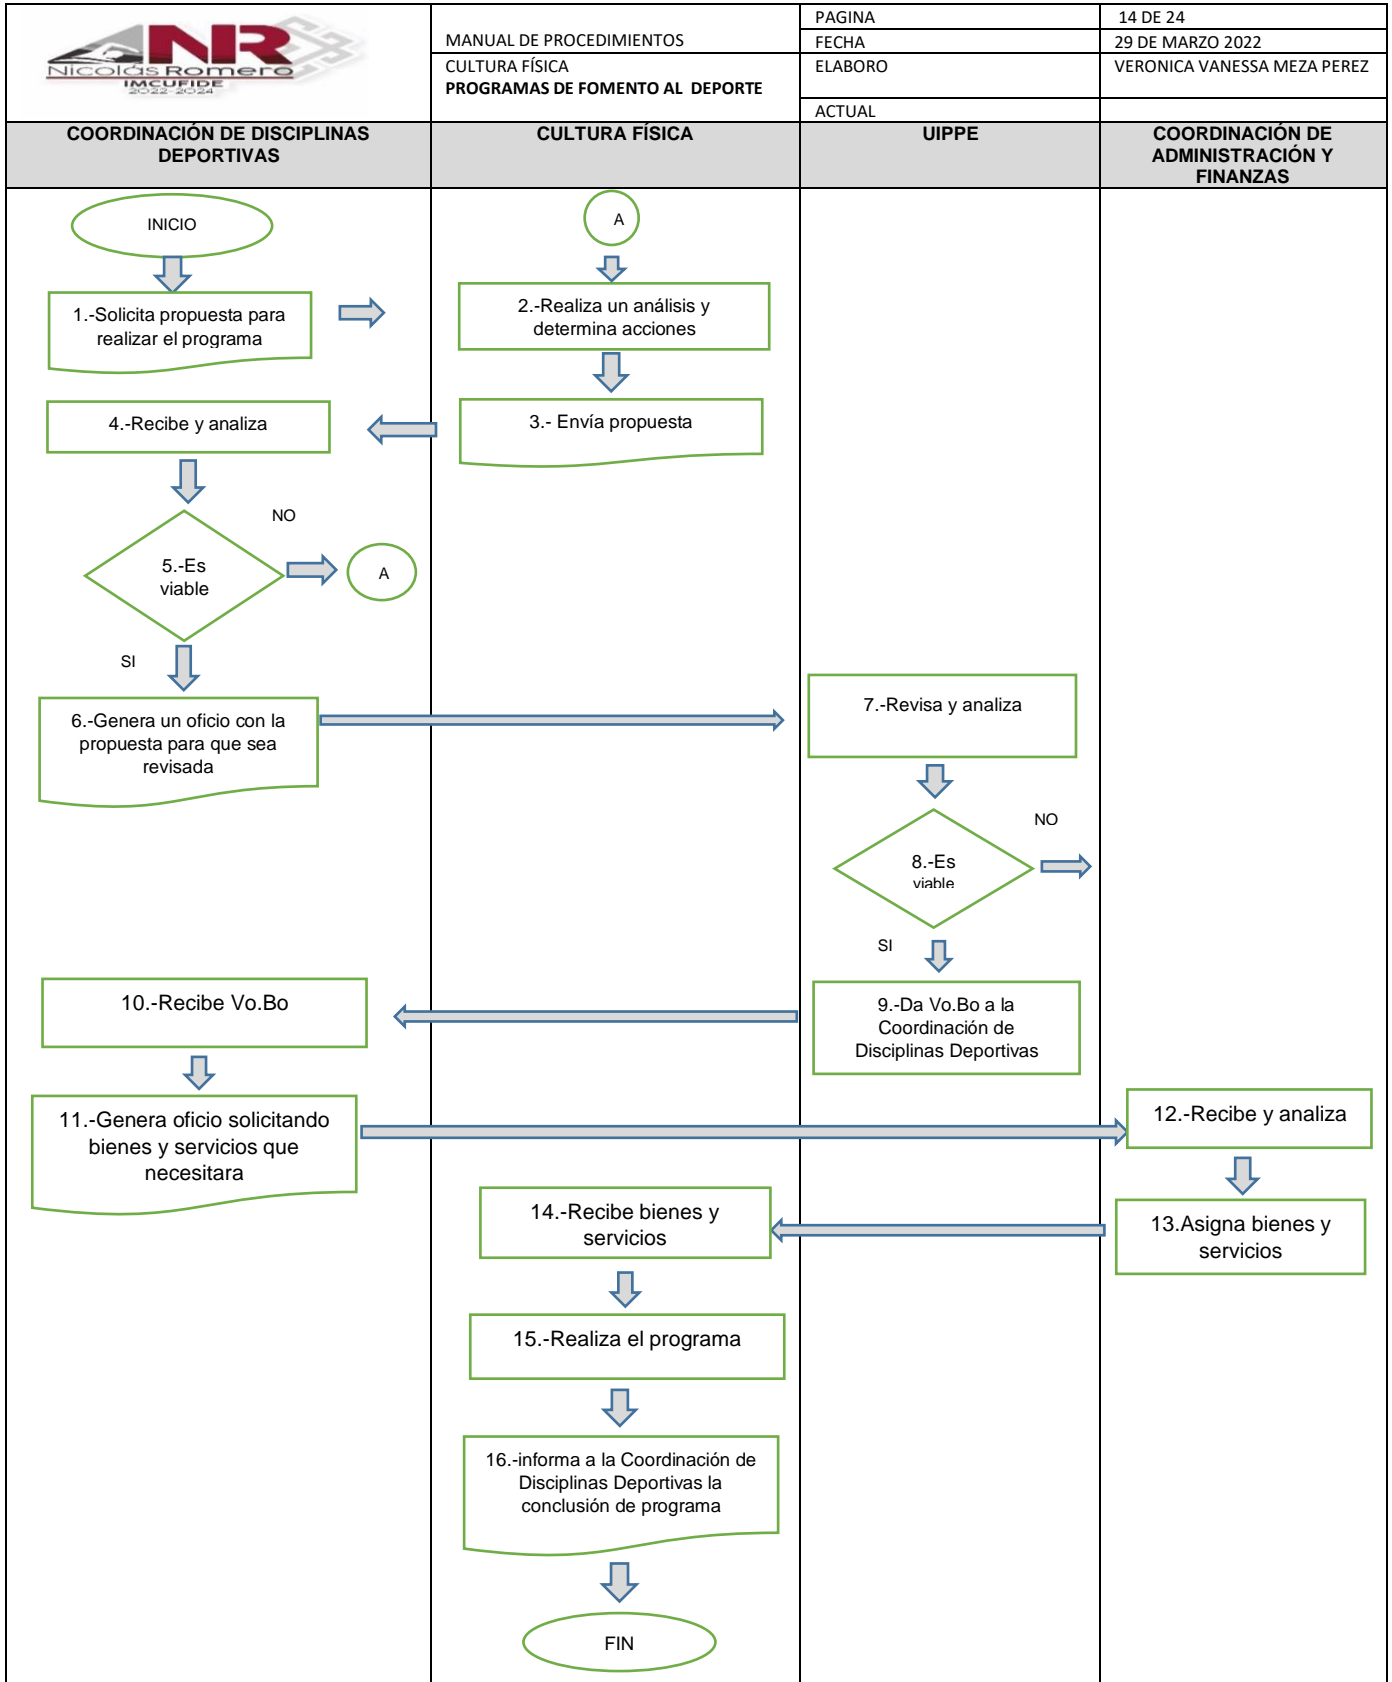 NR
Nicolás Romero
IMCUFIDE
2022-2024
MANUAL DE PROCEDIMIENTOS
CULTURA FÍSICA
PROGRAMAS DE FOMENTO AL DEPORTE
PAGINA
14 DE 24
FECHA
29 DE MARZO 2022
ELABORO
VERONICA VANESSA MEZA PEREZ
ACTUAL
COORDINACIÓN DE DISCIPLINAS
DEPORTIVAS
CULTURA FÍSICA
UIPPE
COORDINACIÓN DE
ADMINISTRACIÓN Y
FINANZAS
INICIO
A
1.-Solicita propuesta para
realizar el programa
2.-Realiza un análisis y
determina acciones
3.- Envía propuesta
4.-Recibe y analiza
NO
5.-Es
viable
A
SI
6.-Genera un oficio con la
propuesta para que sea
revisada
7.-Revisa y analiza
NO
8.-Es
viable
SI
9.-Da Vo.Bo a la
Coordinación de
Disciplinas Deportivas
10.-Recibe Vo.Bo
11.-Genera oficio solicitando
bienes y servicios que
necesitara
12.-Recibe y analiza
13.Asigna bienes y
servicios
14.-Recibe bienes y
servicios
15.-Realiza el programa
16.-informa a la Coordinación de
Disciplinas Deportivas la
conclusión de programa
FIN